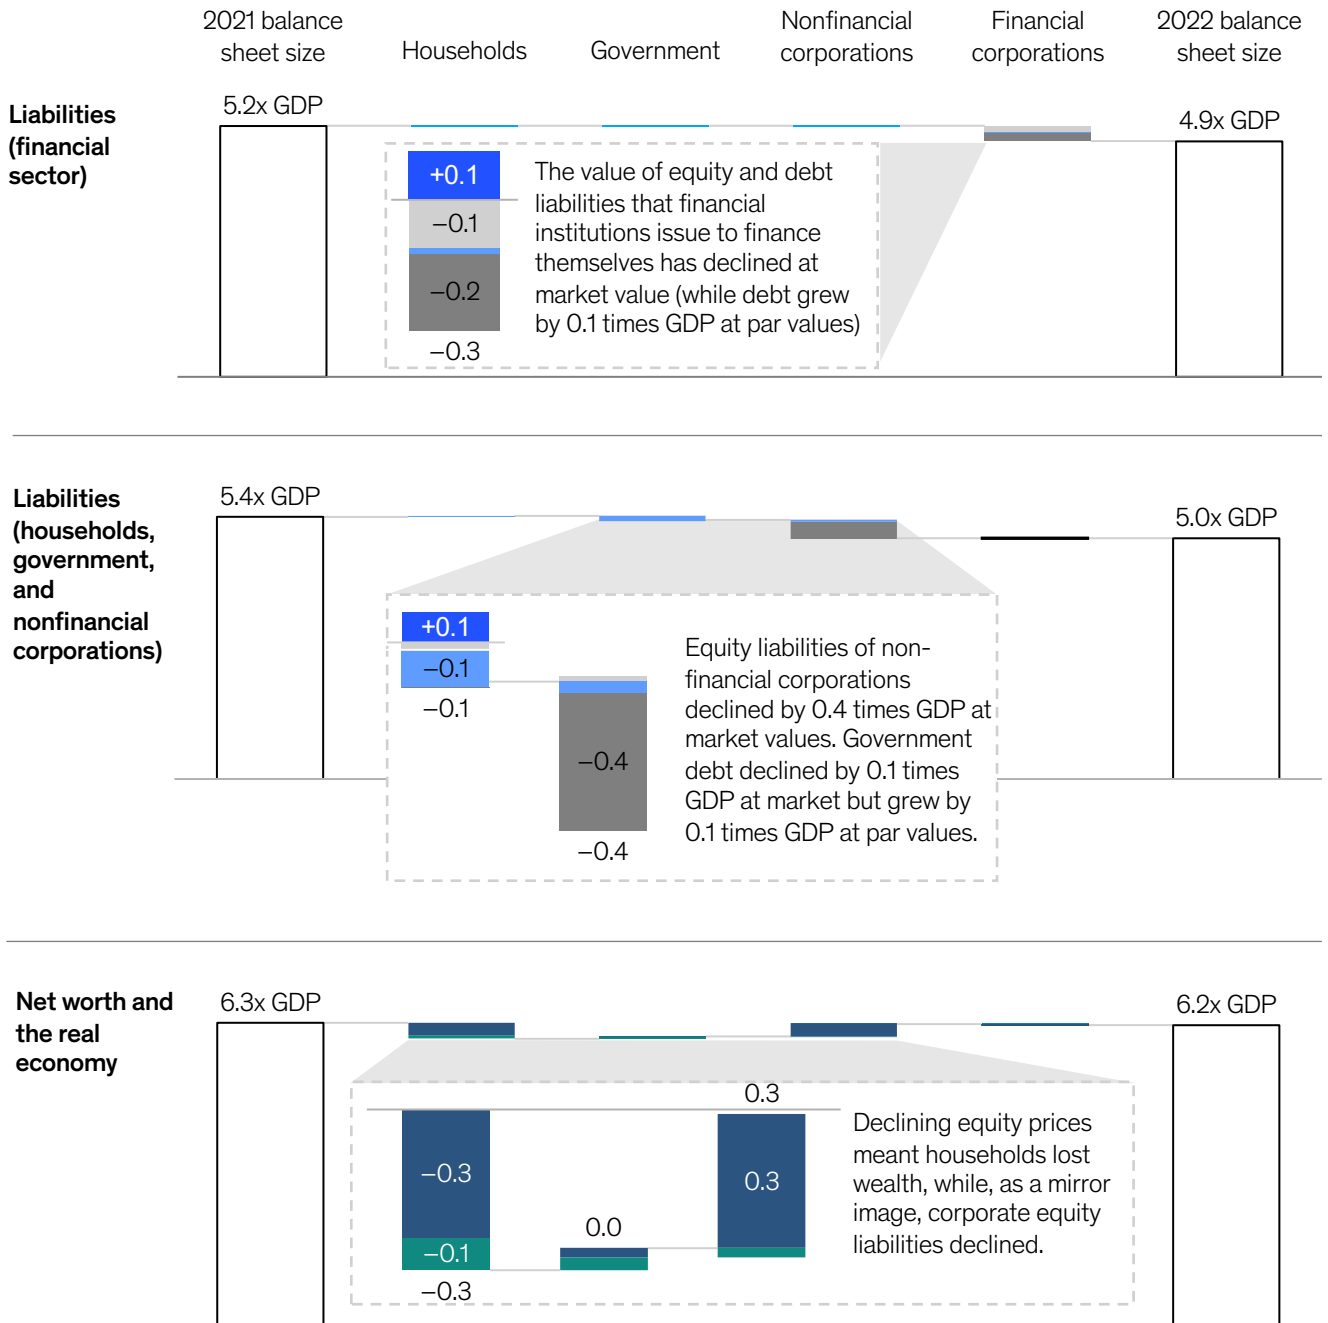 2021 balance
sheet size
Households
Government
Nonfinancial
corporations
Financial
corporations
2022 balance
sheet size
Liabilities
(financial
sector)
5.2x GDP
4.9x GDP
+0.1
−0.1
−0.2
−0.3
The value of equity and debt
liabilities that financial
institutions issue to finance
themselves has declined at
market value (while debt grew
by 0.1 times GDP at par values)
Liabilities
(households,
government,
and
nonfinancial
corporations)
5.4x GDP
5.0x GDP
+0.1
−0.1
−0.1
−0.4
−0.4
Equity liabilities of non-
financial corporations
declined by 0.4 times GDP at
market values. Government
debt declined by 0.1 times
GDP at market but grew by
0.1 times GDP at par values.
Net worth and
the real
economy
6.3x GDP
6.2x GDP
−0.3
−0.1
−0.3
0.0
0.3
0.3
Declining equity prices
meant households lost
wealth, while, as a mirror
image, corporate equity
liabilities declined.